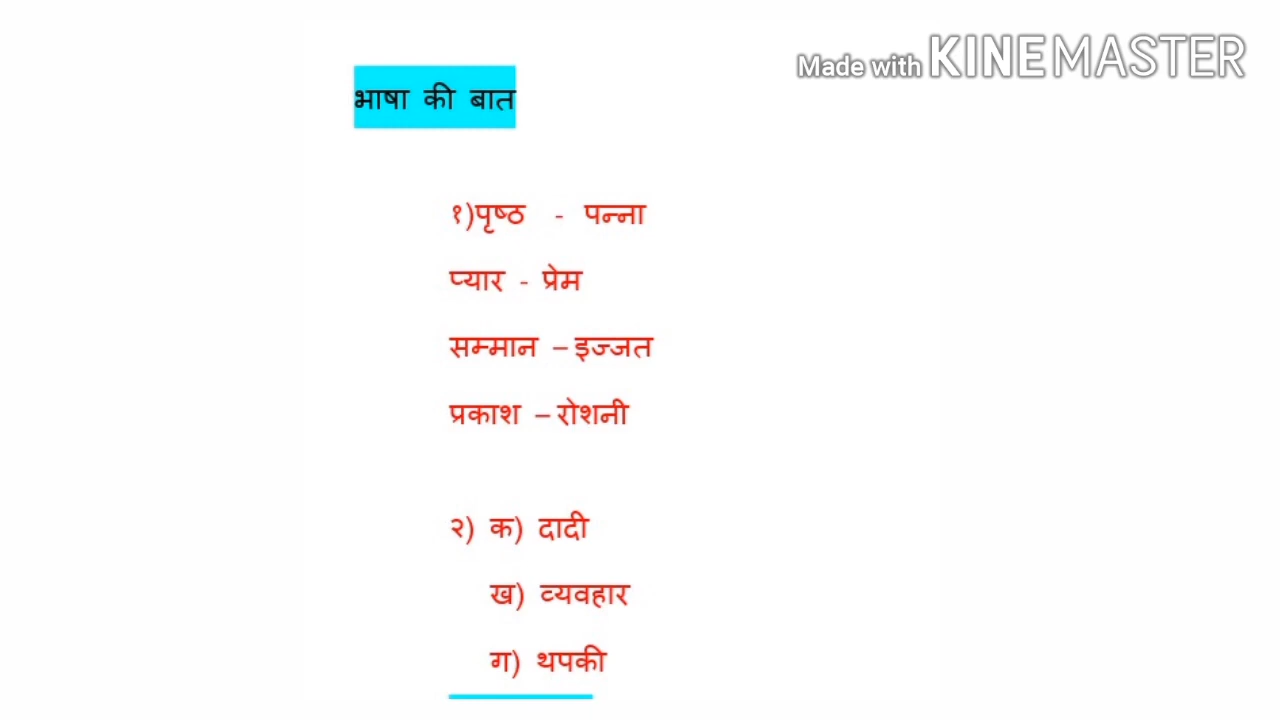 Made with KINEMASTER
भाषा की बात
१)पृष्ठ - पन्ना
प्यार - प्रेम
सम्मान – इज्जत
प्रकाश – रोशनी
२) क) दादी
ख) व्यवहार
ग) थपकी